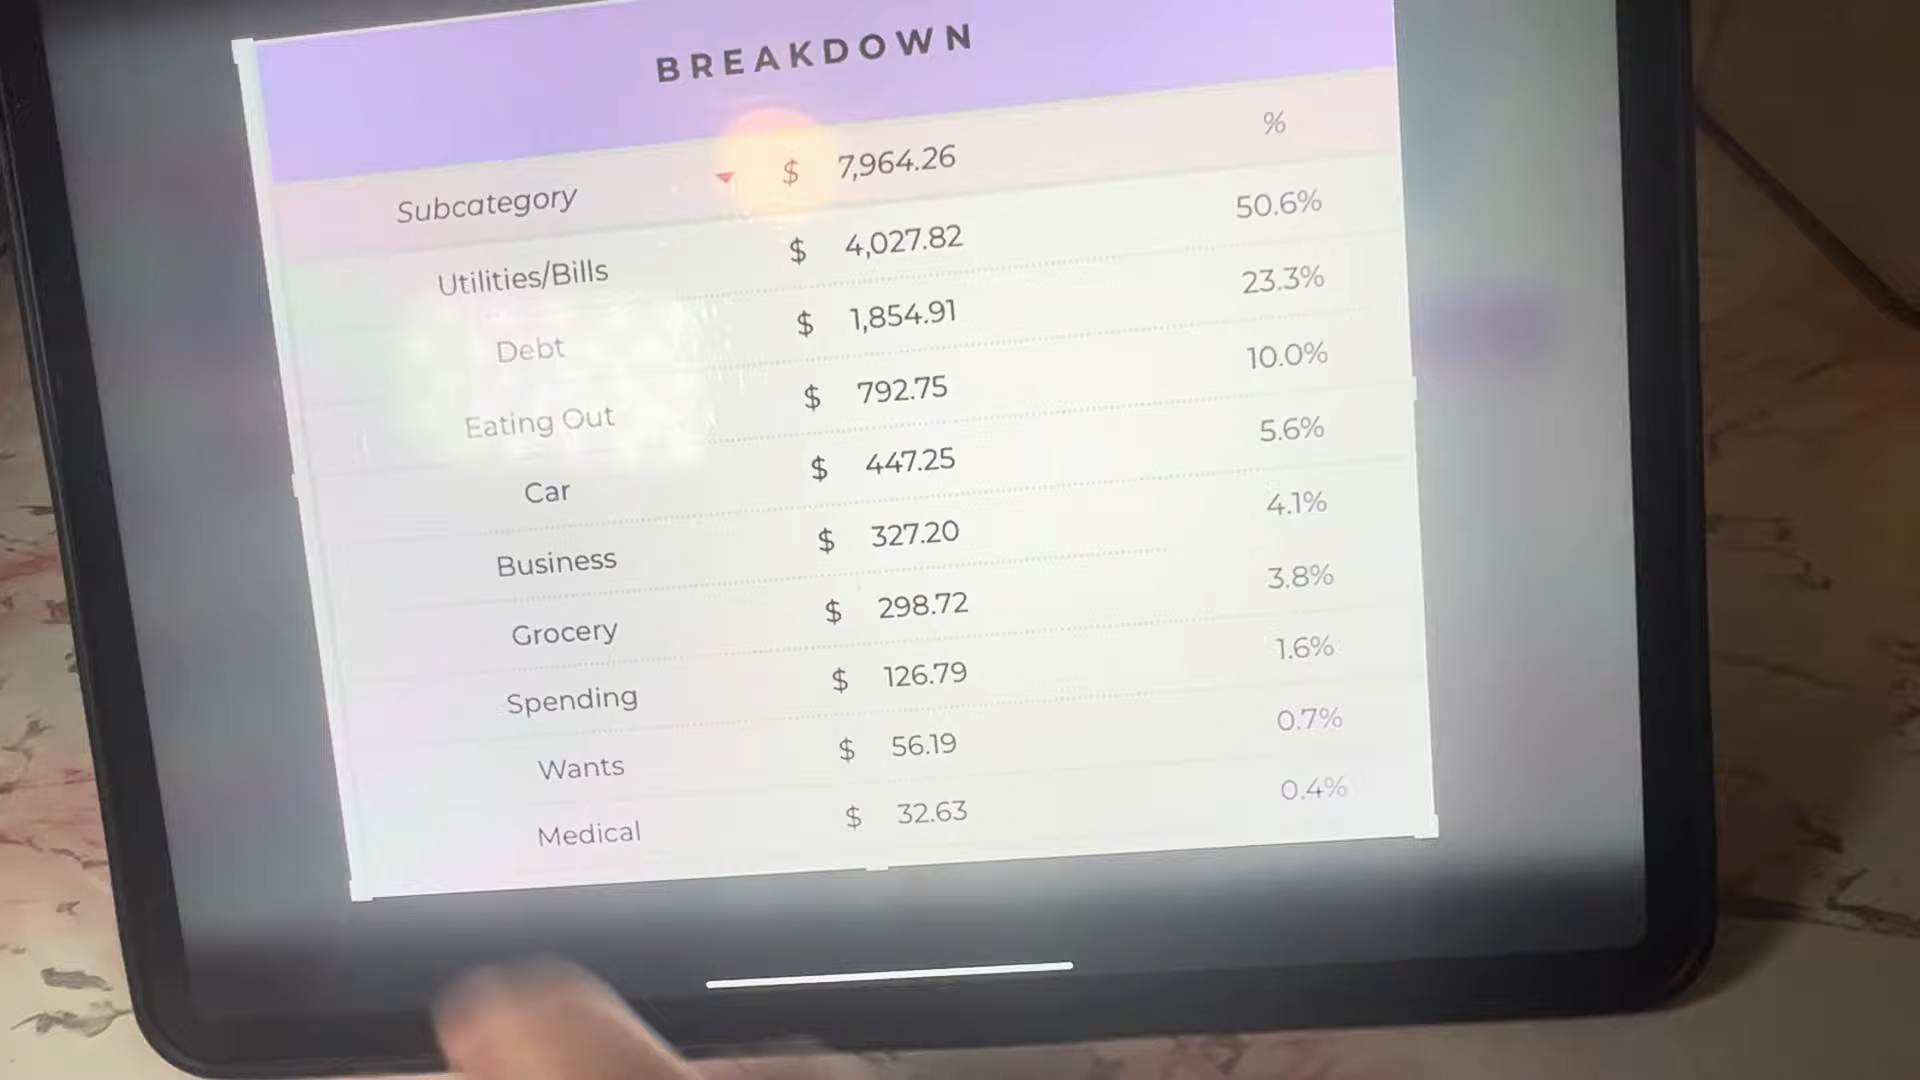 BREAKDOWN
Subcategory $ 7,964.26 %
Utilities/Bills $ 4,027.82 50.6%
Debt $ 1,854.91 23.3%
Eating Out $ 792.75 10.0%
Car $ 447.25 5.6%
Business $ 327.20 4.1%
Grocery $ 298.72 3.8%
Spending $ 126.79 1.6%
Wants $ 56.19 0.7%
Medical $ 32.63 0.4%